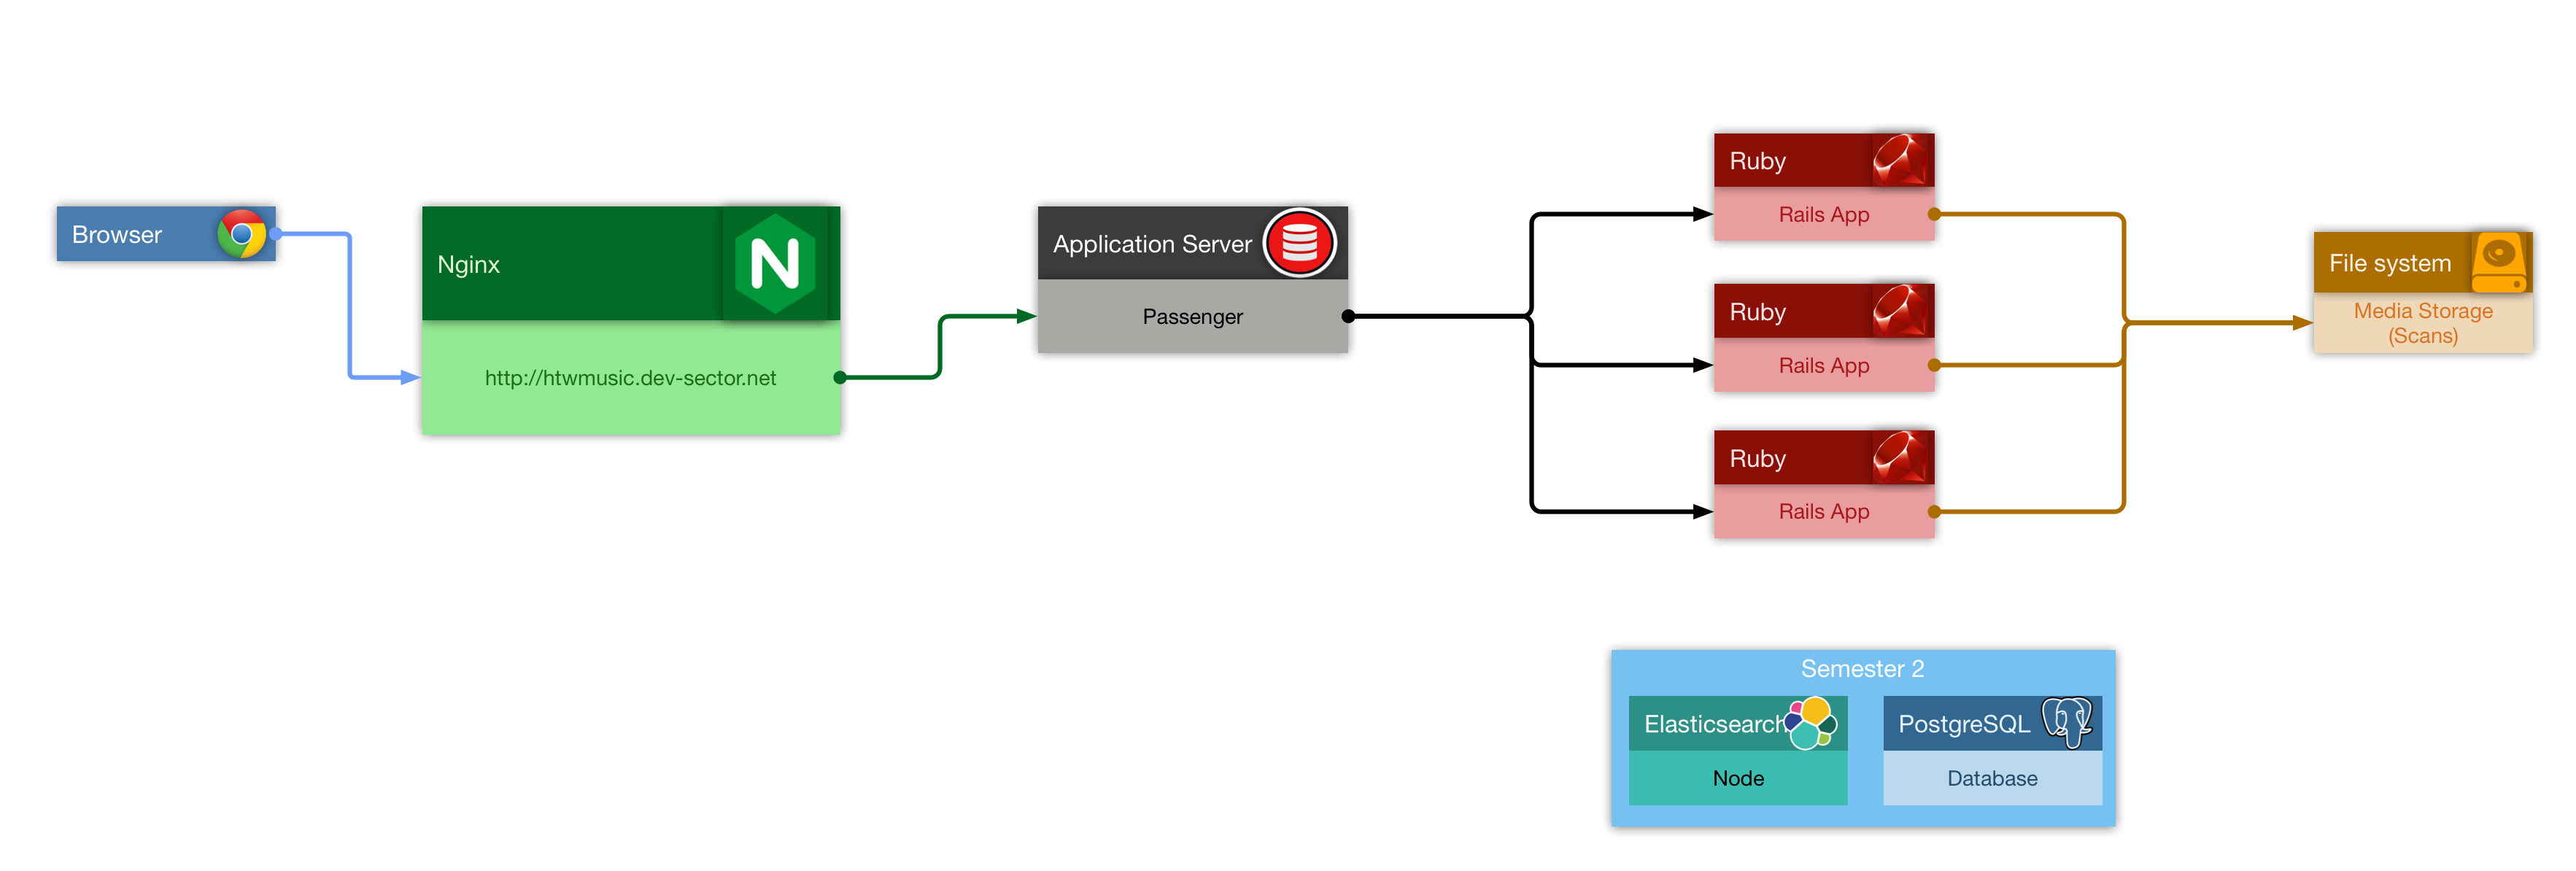 Browser
Nginx
http://htwmusic.dev-sector.net
Application Server
Passenger
Ruby
Rails App
Ruby
Rails App
Ruby
Rails App
File system
Media Storage
(Scans)
Semester 2
Elasticsearch
Node
PostgreSQL
Database